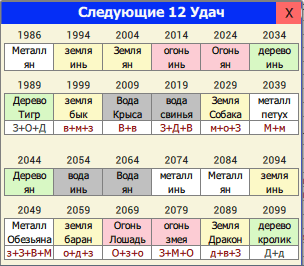 Следующие 12 Удач X
1986 1994 2004 2014 2024 2034
Металл земля Земля огонь Огонь дерево
ян инь ян инь ян инь
1989 1999 2009 2019 2029 2039
Дерево земля Вода вода Земля металл
Тигр бык Крыса свинья Собака петух
З+О+Д в+м+з В+в З+Д+В м+о+З М+м
2044 2054 2064 2074 2084 2094
Дерево вода Вода металл Металл земля
ян инь ян инь ян инь
2049 2059 2069 2079 2089 2099
Металл земля Огонь огонь Земля дерево
Обезьяна баран Лошадь змея Дракон кролик
з+З+В+М о+д+з О+з+о З+М+О д+в+З Д+д